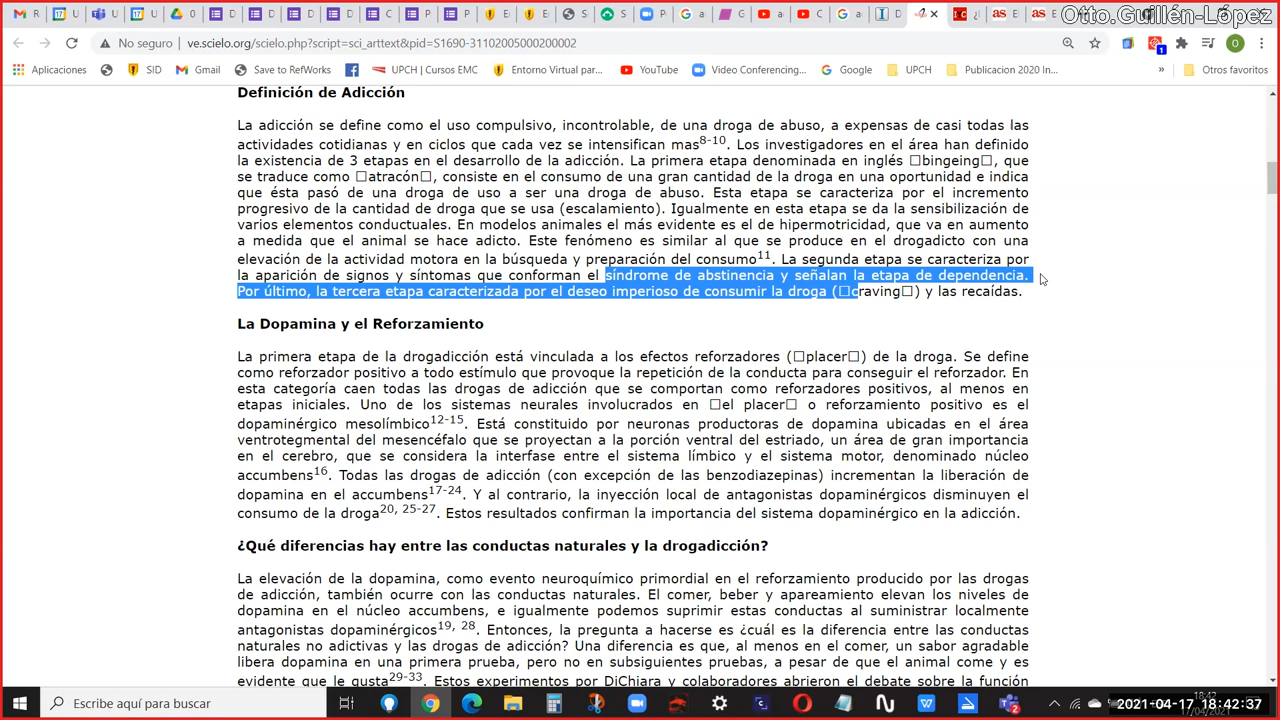 Otto.Guillén-López
No seguro | ve.scielo.org/scielo.php?script=sci_arttext&pid=S1690-31102005000200002
Aplicaciones SID Gmail Save to RefWorks UPCH | Cursos EMC Entorno Virtual par... YouTube Video Conferencing... Google UPCH Publicacion 2020 In... » Otros favoritos
Definición de Adicción
La adicción se define como el uso compulsivo, incontrolable, de una droga de abuso, a expensas de casi todas las
actividades cotidianas y en ciclos que cada vez se intensifican mas8-10. Los investigadores en el área han definido
la existencia de 3 etapas en el desarrollo de la adicción. La primera etapa denominada en inglés □bingeing□, que
se traduce como □atracón□, consiste en el consumo de una gran cantidad de la droga en una oportunidad e indica
que ésta pasó de una droga de uso a ser una droga de abuso. Esta etapa se caracteriza por el incremento
progresivo de la cantidad de droga que se usa (escalamiento). Igualmente en esta etapa se da la sensibilización de
varios elementos conductuales. En modelos animales el más evidente es el de hipermotricidad, que va en aumento
a medida que el animal se hace adicto. Este fenómeno es similar al que se produce en el drogadicto con una
elevación de la actividad motora en la búsqueda y preparación del consumo11. La segunda etapa se caracteriza por
la aparición de signos y síntomas que conforman el síndrome de abstinencia y señalan la etapa de dependencia.
Por último, la tercera etapa caracterizada por el deseo imperioso de consumir la droga (□craving□) y las recaídas.
La Dopamina y el Reforzamiento
La primera etapa de la drogadicción está vinculada a los efectos reforzadores (□placer□) de la droga. Se define
como reforzador positivo a todo estímulo que provoque la repetición de la conducta para conseguir el reforzador. En
esta categoría caen todas las drogas de adicción que se comportan como reforzadores positivos, al menos en
etapas iniciales. Uno de los sistemas neurales involucrados en □el placer□ o reforzamiento positivo es el
dopaminérgico mesolímbico12-15. Está constituido por neuronas productoras de dopamina ubicadas en el área
ventrotegmental del mesencéfalo que se proyectan a la porción ventral del estriado, un área de gran importancia
en el cerebro, que se considera la interfase entre el sistema límbico y el sistema motor, denominado núcleo
accumbens16. Todas las drogas de adicción (con excepción de las benzodiazepinas) incrementan la liberación de
dopamina en el accumbens17-24. Y al contrario, la inyección local de antagonistas dopaminérgicos disminuyen el
consumo de la droga20, 25-27. Estos resultados confirman la importancia del sistema dopaminérgico en la adicción.
¿Qué diferencias hay entre las conductas naturales y la drogadicción?
La elevación de la dopamina, como evento neuroquímico primordial en el reforzamiento producido por las drogas
de adicción, también ocurre con las conductas naturales. El comer, beber y apareamiento elevan los niveles de
dopamina en el núcleo accumbens, e igualmente podemos suprimir estas conductas al suministrar localmente
antagonistas dopaminérgicos19, 28. Entonces, la pregunta a hacerse es ¿cuál es la diferencia entre las conductas
naturales no adictivas y las drogas de adicción? Una diferencia es que, al menos en el comer, un sabor agradable
libera dopamina en una primera prueba, pero no en subsiguientes pruebas, a pesar de que el animal come y es
evidente que le gusta29-33. Estos experimentos por DiChiara y colaboradores abrieron el debate sobre la función
Escribe aquí para buscar
18:42
17/04/2021
2021-04-17 18:42:37